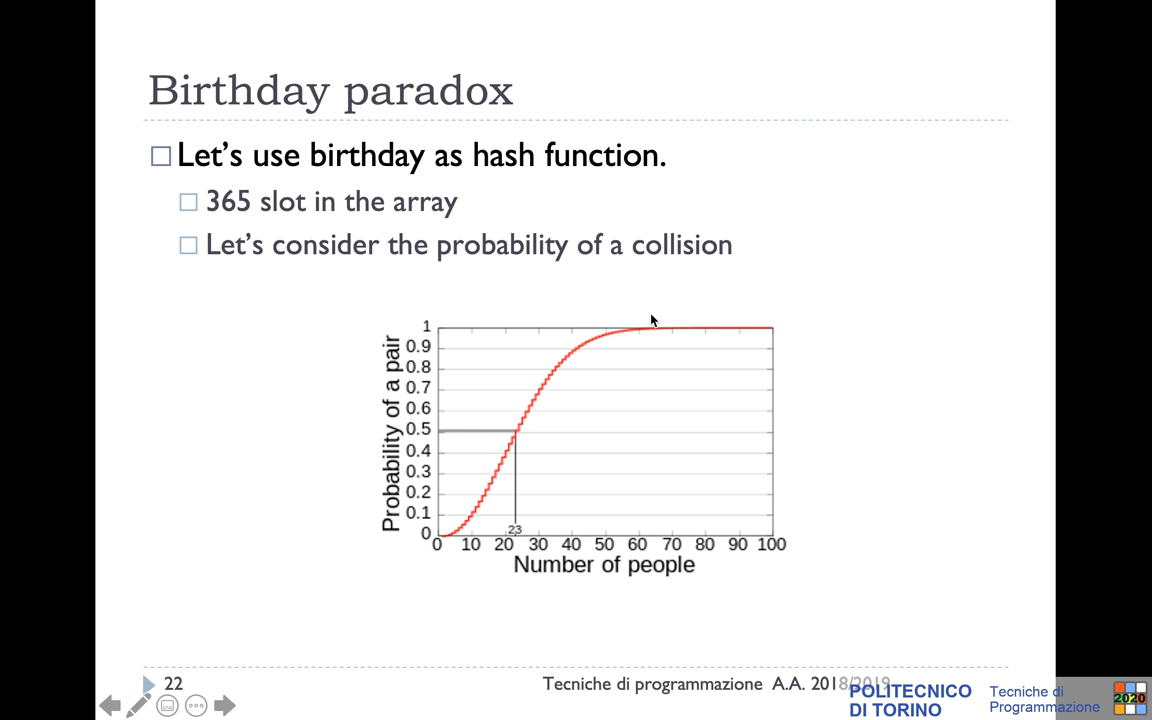 Birthday paradox
Let's use birthday as hash function.
365 slot in the array
Let's consider the probability of a collision
Probability of a pair
1
0.9
0.8
0.7
0.6
0.5
0.4
0.3
0.2
0.1
0
23
0 10 20 30 40 50 60 70 80 90 100
Number of people
22
Tecniche di programmazione A.A. 2018/2019
POLITECNICO
DI TORINO
Tecniche di
Programmazione
2020